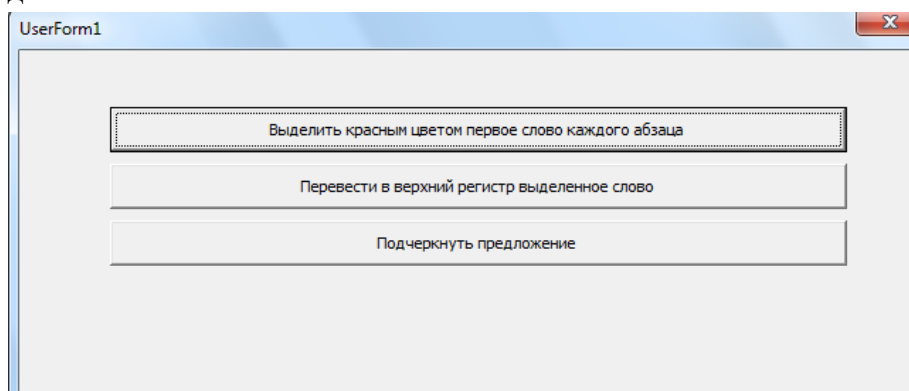 UserForm1
Выделить красным цветом первое слово каждого абзаца
Перевести в верхний регистр выделенное слово
Подчеркнуть предложение